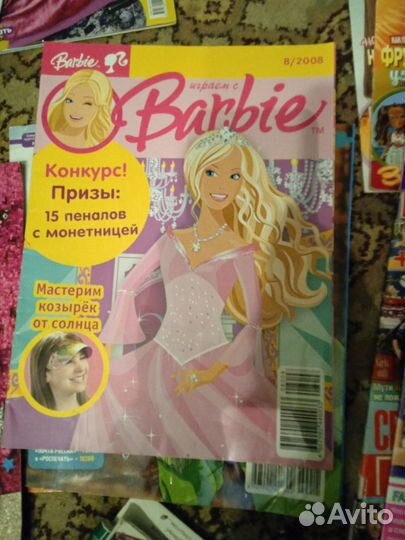 Barbie
8/2008
играем с
Barbie
TM
Конкурс!
Призы:
15 пеналов
с монетницей
Мастерим
козырёк
от солнца
Avito